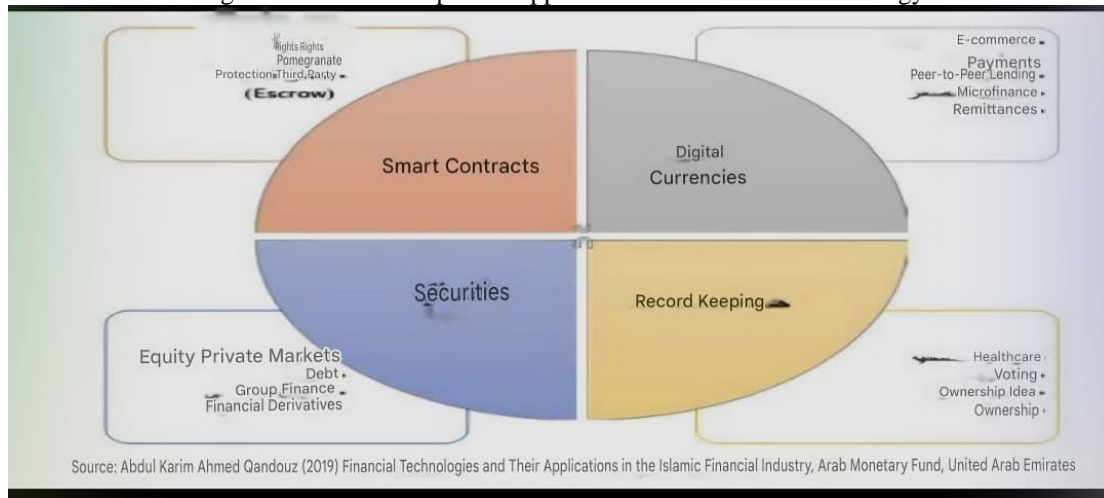 Rights Rights
Pomegranate
Protection Third Party
(Escrow)
E-commerce
Payments
Peer-to-Peer Lending
Microfinance
Remittances
Smart Contracts
Digital
Currencies
Securities
Record Keeping
Equity Private Markets
Debt
Group Finance
Financial Derivatives
Healthcare
Voting
Ownership Idea
Ownership
Source: Abdul Karim Ahmed Qandouz (2019) Financial Technologies and Their Applications in the Islamic Financial Industry, Arab Monetary Fund, United Arab Emirates